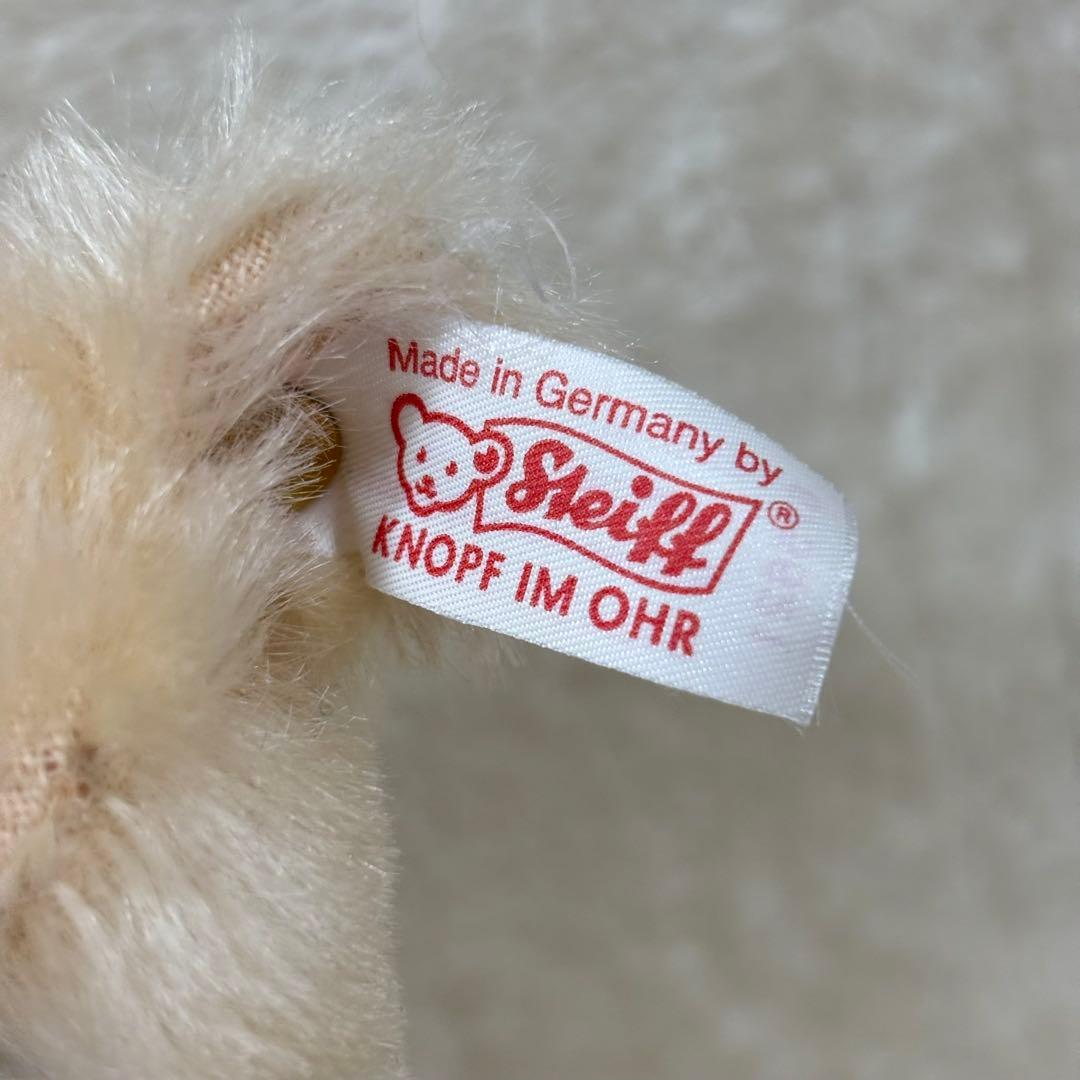 Made in Germany by
Steiff®
KNOPF IM OHR